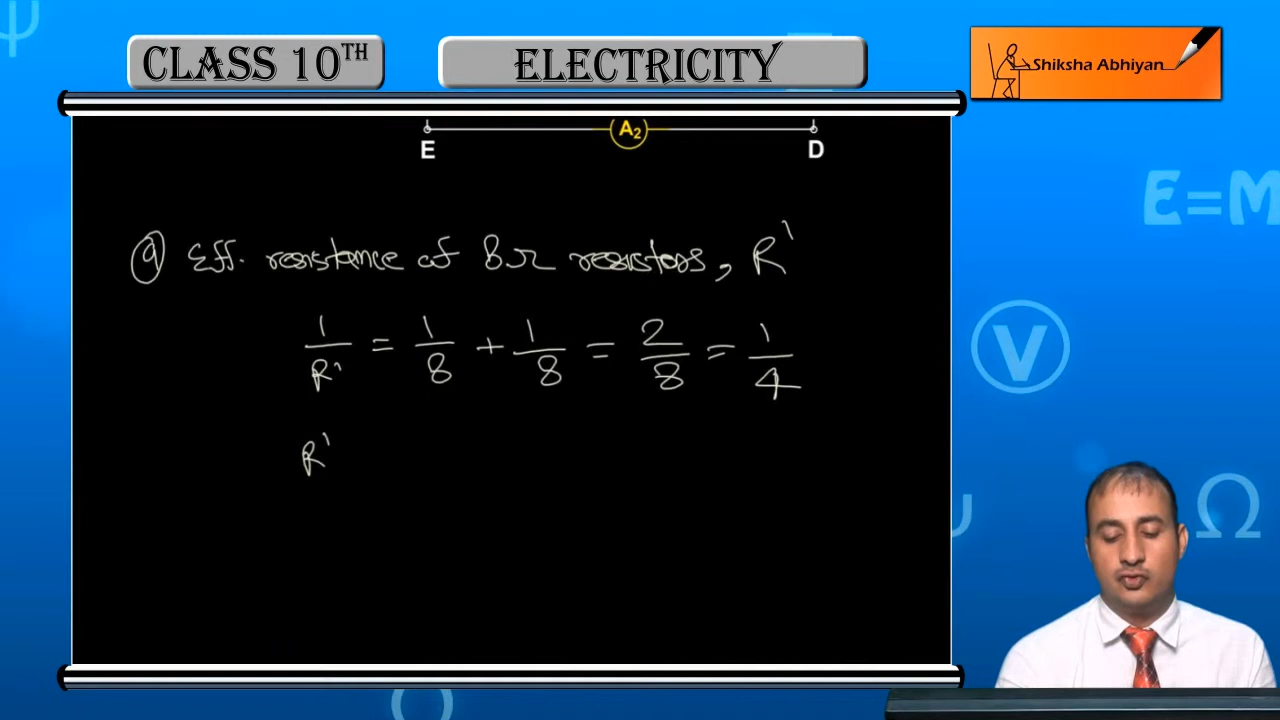 CLASS 10TH
ELECTRICITY
Shiksha Abhiyan
A2
E D
(a) Eff. resistance of 8Ω resistors, R'
1/R' = 1/8 + 1/8 = 2/8 = 1/4
R'
E=M
V
Ω
ψ